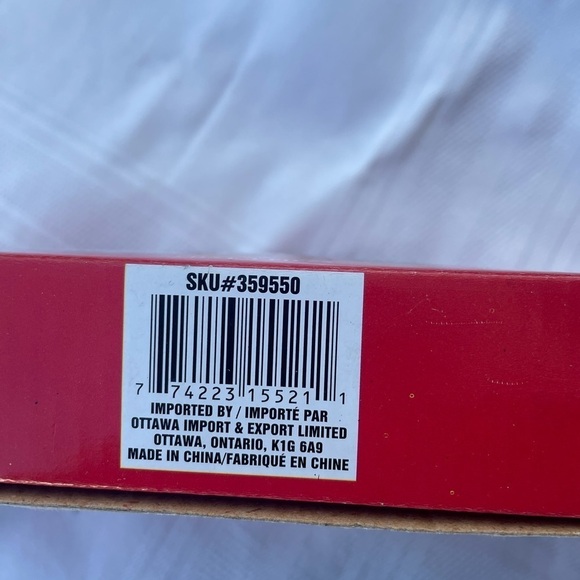 SKU#359550
7 74223 15521 1
IMPORTED BY / IMPORTÉ PAR
OTTAWA IMPORT & EXPORT LIMITED
OTTAWA, ONTARIO, K1G 6A9
MADE IN CHINA/FABRIQUÉ EN CHINE